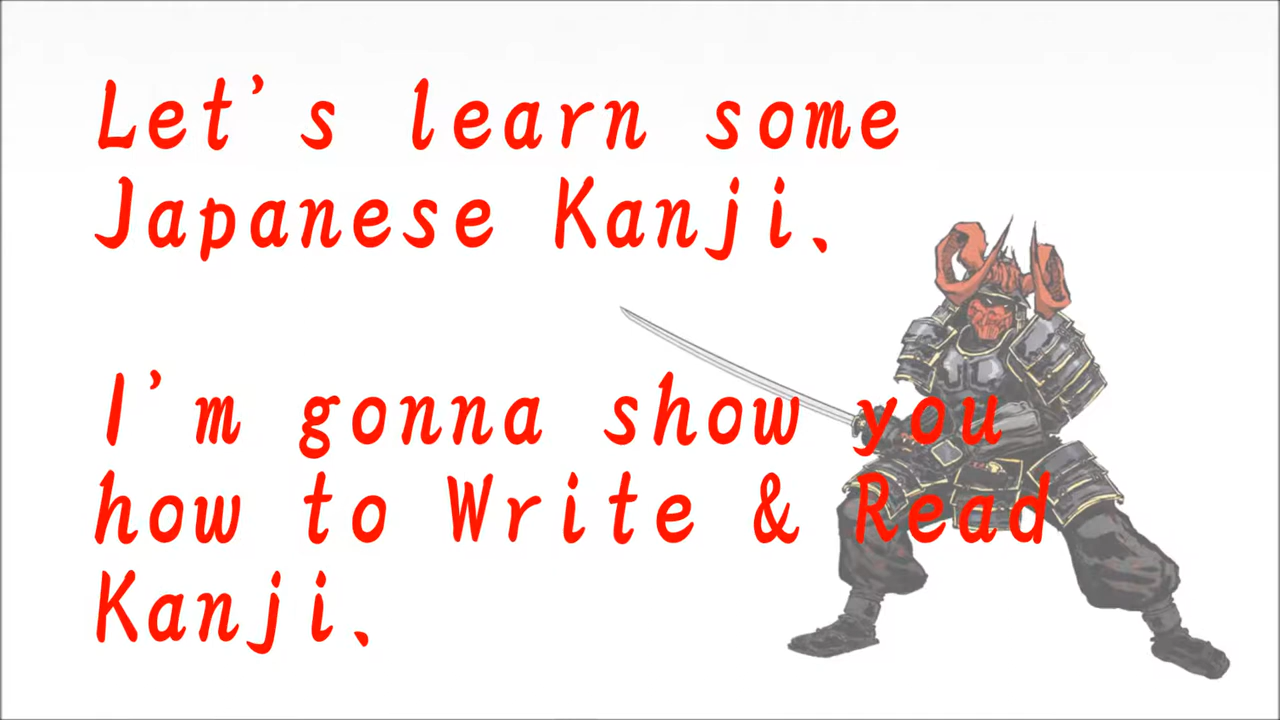 Let's learn some
Japanese Kanji、
I'm gonna show you
how to Write & Read
Kanji、